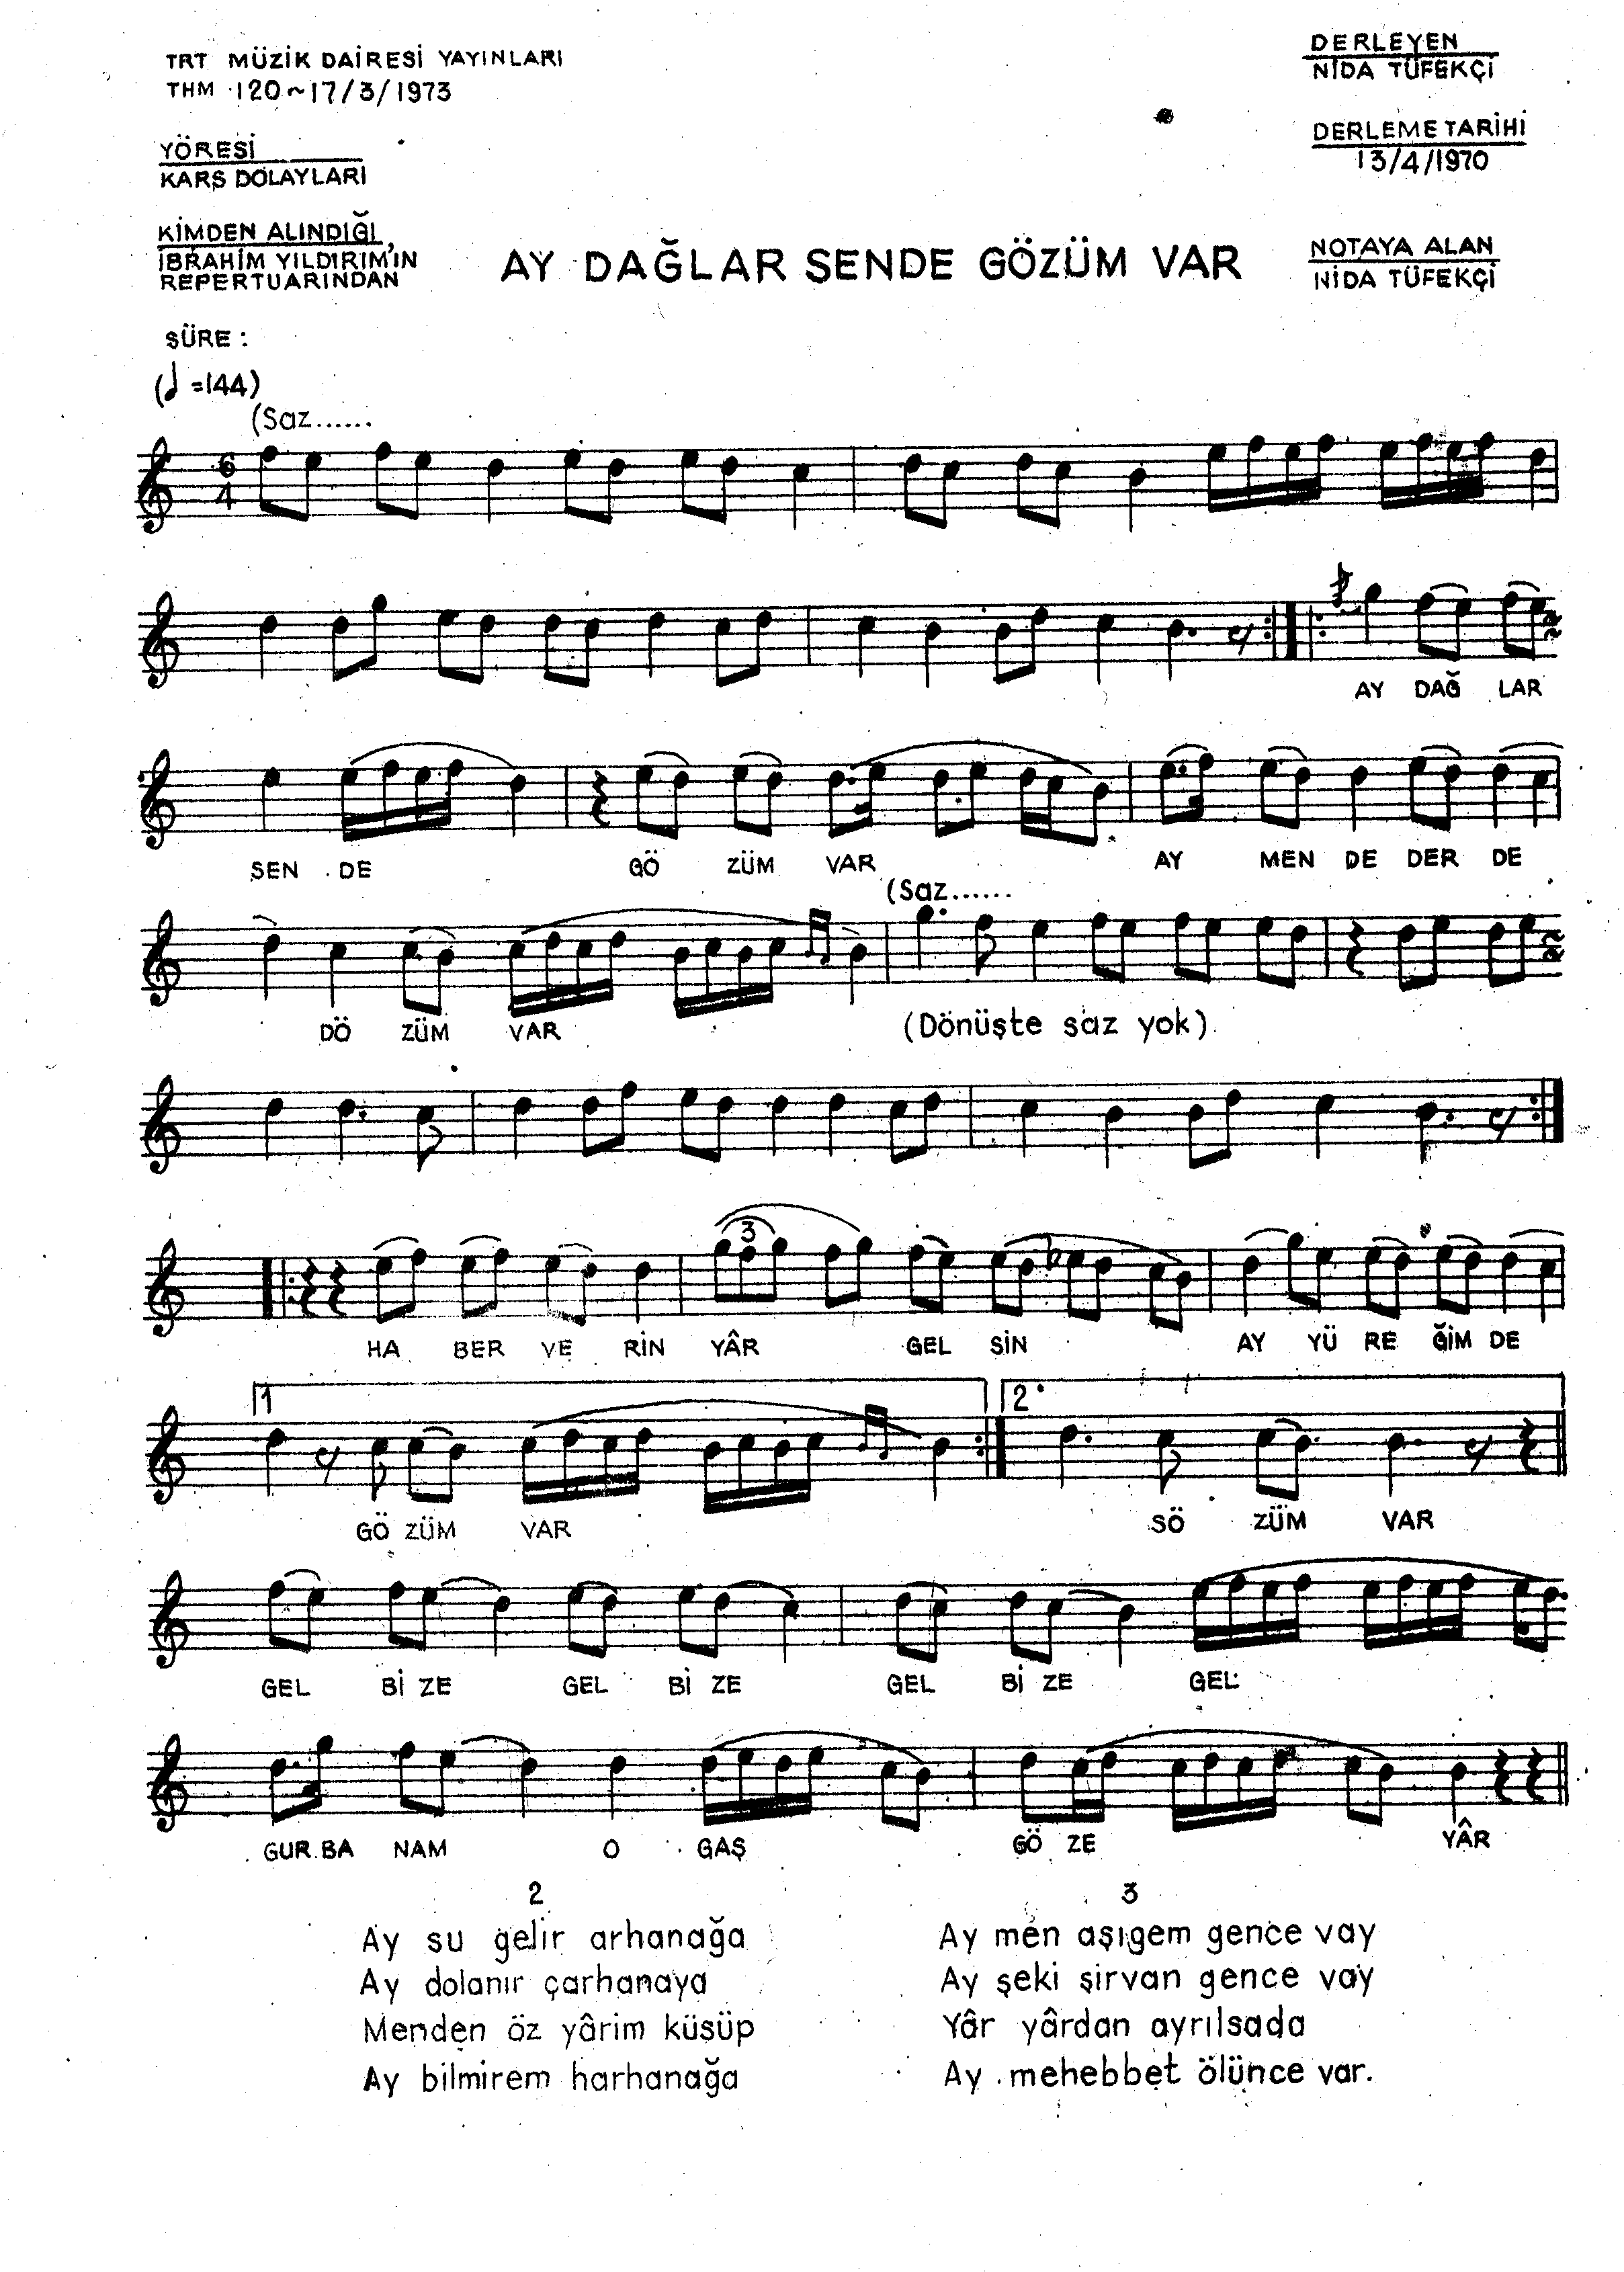 TRT MÜZİK DAİRESİ YAYINLARI
THM 120~17/3/1973
DERLEYEN
NİDA TÜFEKÇİ
YÖRESİ
KARS DOLAYLARI
DERLEME TARİHİ
13/4/1970
KİMDEN ALINDIĞI
İBRAHİM YILDIRIM'IN
REPERTUARINDAN
AY DAĞLAR SENDE GÖZÜM VAR
NOTAYA ALAN
NİDA TÜFEKÇİ
SÜRE :
(♩ =144)
(Saz......
6
4
AY DAĞ LAR
SEN DE GÖ ZÜM VAR AY MEN DE DER DE
(Saz......
DÖ ZÜM VAR (Dönüşte saz yok)
3
HA BER VE RİN YÂR GEL SİN AY YÜ RE ĞİM DE
1 2.
GÖ ZÜM VAR SÖ ZÜM VAR
GEL Bİ ZE GEL Bİ ZE GEL Bİ ZE GEL
GUR BA NAM O GAŞ GÖ ZE YÂR
2
Ay su gelir arhanağa
Ay dolanır çarhanaya
Menden öz yârim küsüp
Ay bilmirem harhanağa
3
Ay men aşıgem gence vay
Ay şeki şirvan gence vay
Yâr yârdan ayrılsada
Ay mehebbet ölünce var.